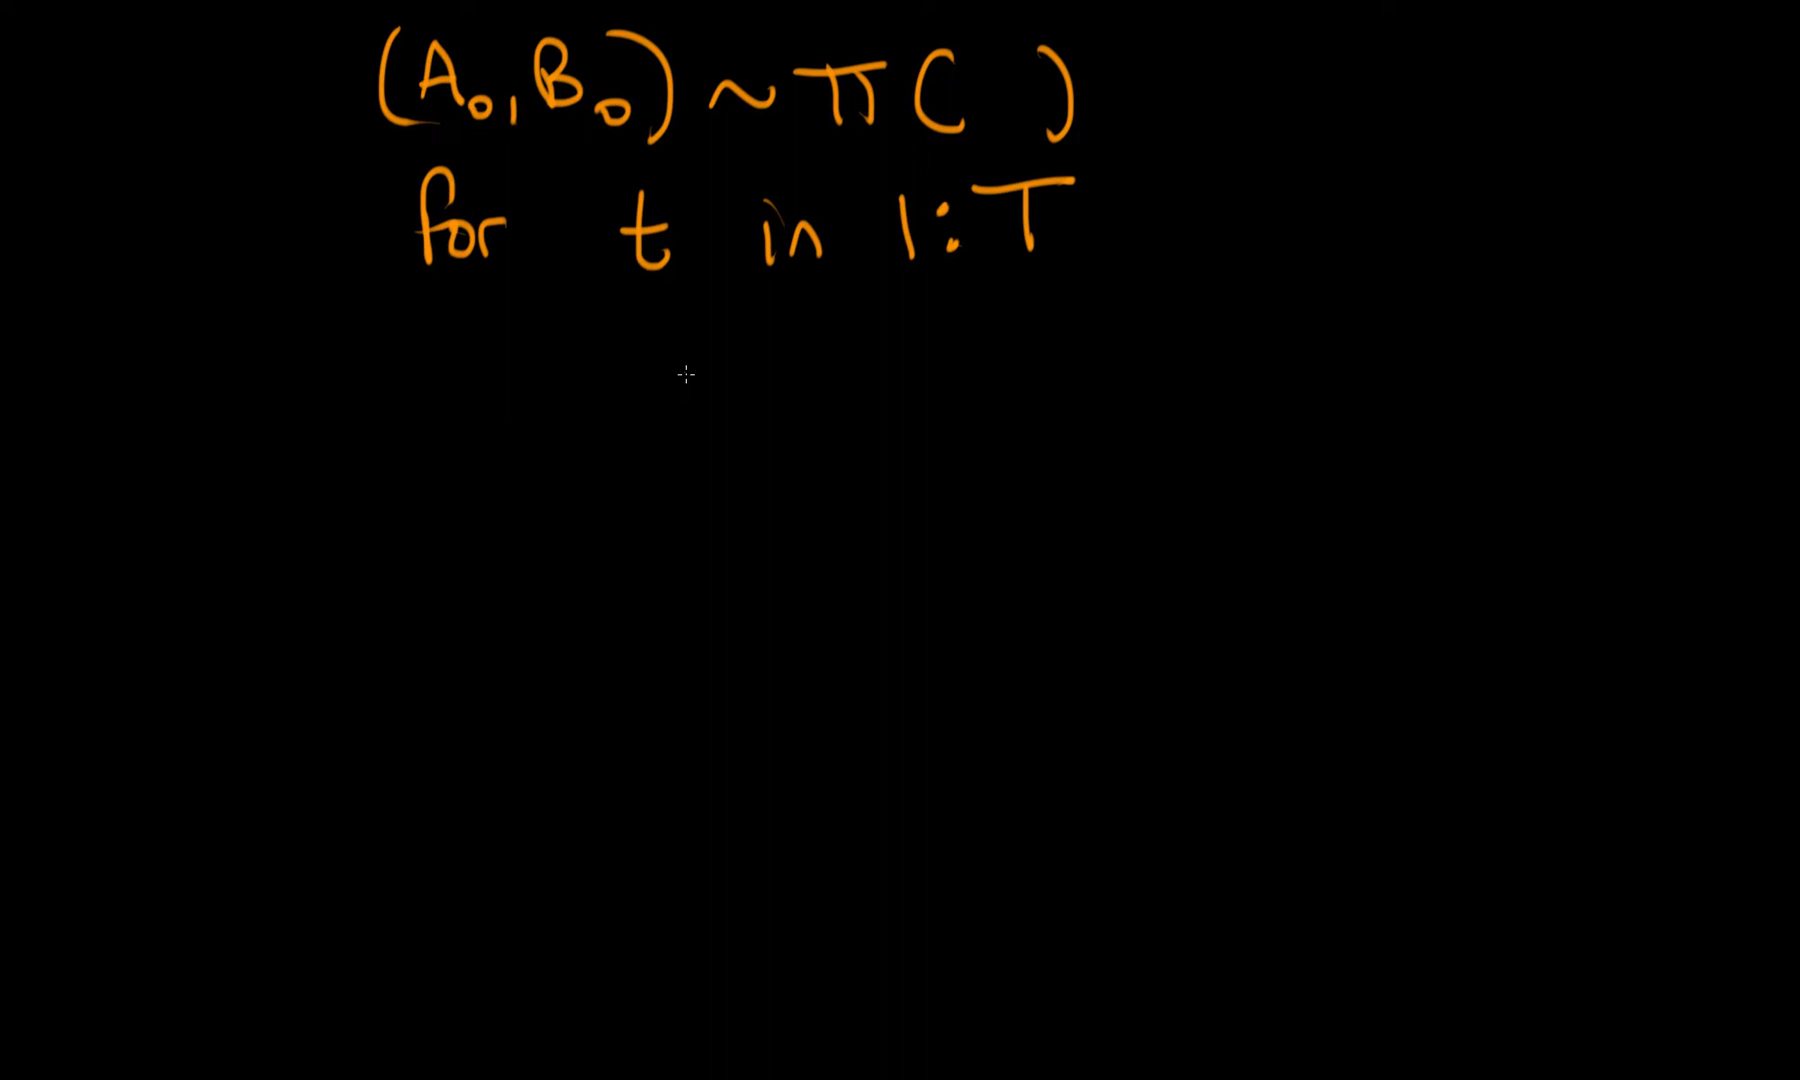 (A₀, B₀) ~ π( )
for t in 1:T